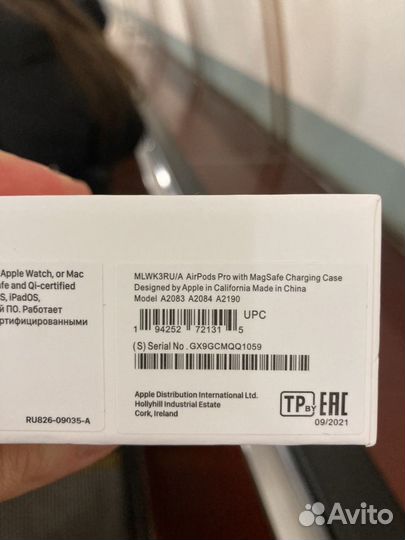 Apple Watch, or Mac
fe and Qi-certified
S, iPadOS,
й ПО. Работает
ертифицированными
RU826-09035-A
MLWK3RU/A AirPods Pro with MagSafe Charging Case
Designed by Apple in California Made in China
Model A2083 A2084 A2190
1 94252 72131 5 UPC
(S) Serial No. GX9GCMQQ1059
Apple Distribution International Ltd.
Hollyhill Industrial Estate
Cork, Ireland
TP BY EAC
09/2021
Avito